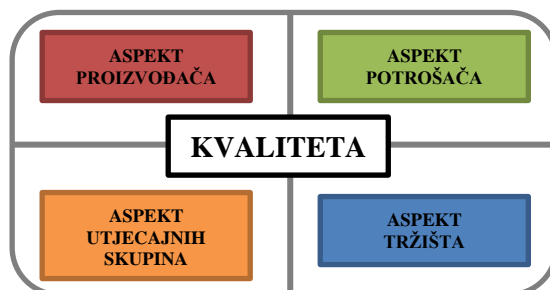 ASPEKT
PROIZVOĐAČA
ASPEKT
POTROŠAČA
KVALITETA
ASPEKT
UTJECAJNIH
SKUPINA
ASPEKT
TRŽIŠTA